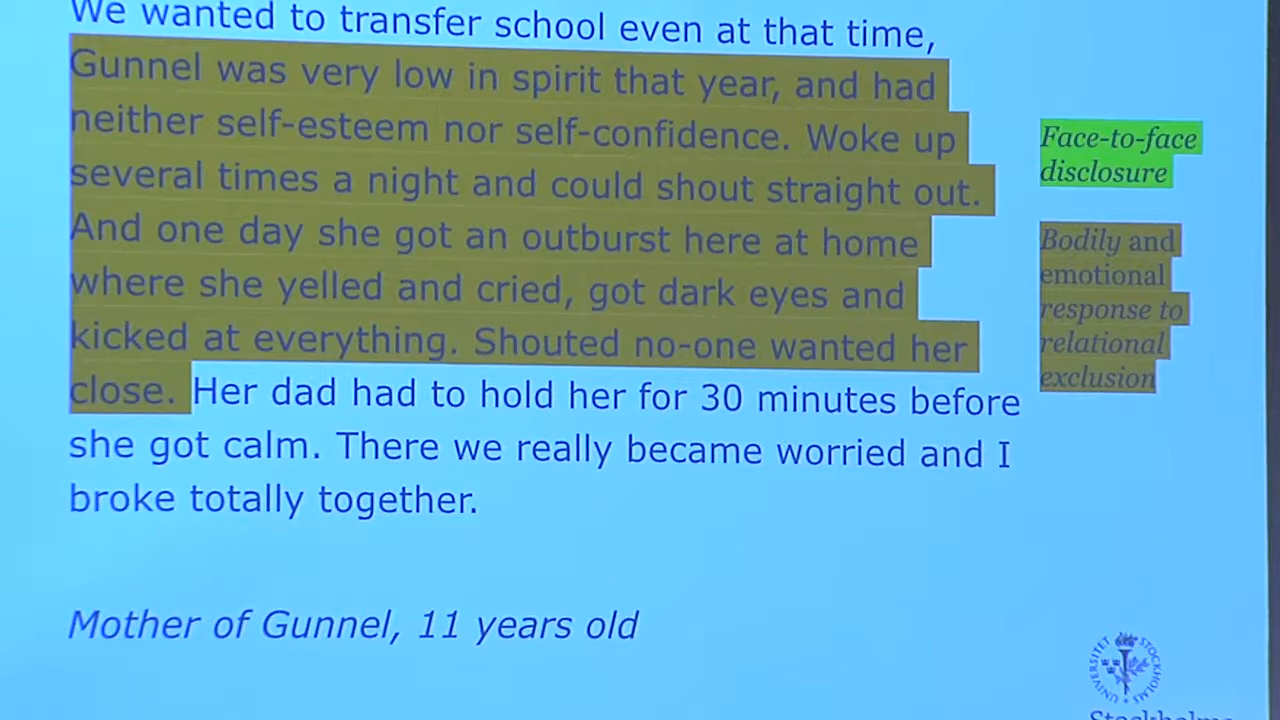 We wanted to transfer school even at that time,
Gunnel was very low in spirit that year, and had
neither self-esteem nor self-confidence. Woke up
several times a night and could shout straight out.
And one day she got an outburst here at home
where she yelled and cried, got dark eyes and
kicked at everything. Shouted no-one wanted her
close. Her dad had to hold her for 30 minutes before
she got calm. There we really became worried and I
broke totally together.
Mother of Gunnel, 11 years old
Face-to-face
disclosure
Bodily and
emotional
response to
relational
exclusion
STOCKHOLMS
UNIVERSITET
Stockholms